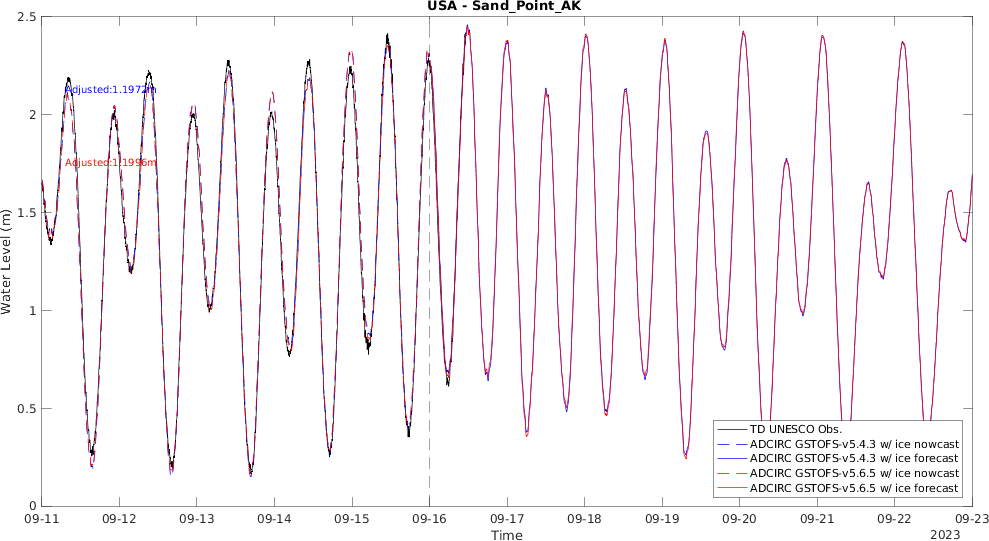 USA - Sand_Point_AK
2.5
2
1.5
1
0.5
0
Water Level (m)
Adjusted:1.1972m
Adjusted:1.1996m
TD UNESCO Obs.
ADCIRC GSTOFS-v5.4.3 w/ ice nowcast
ADCIRC GSTOFS-v5.4.3 w/ ice forecast
ADCIRC GSTOFS-v5.6.5 w/ ice nowcast
ADCIRC GSTOFS-v5.6.5 w/ ice forecast
09-11 09-12 09-13 09-14 09-15 09-16 09-17 09-18 09-19 09-20 09-21 09-22 09-23
Time
2023